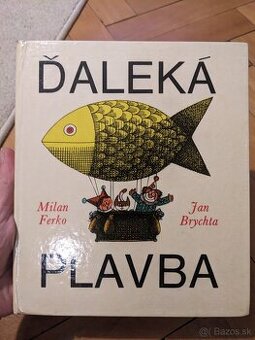 ĎALEKÁ
Milan
Ferko
Jan
Brychta
PLAVBA
Bazos.sk